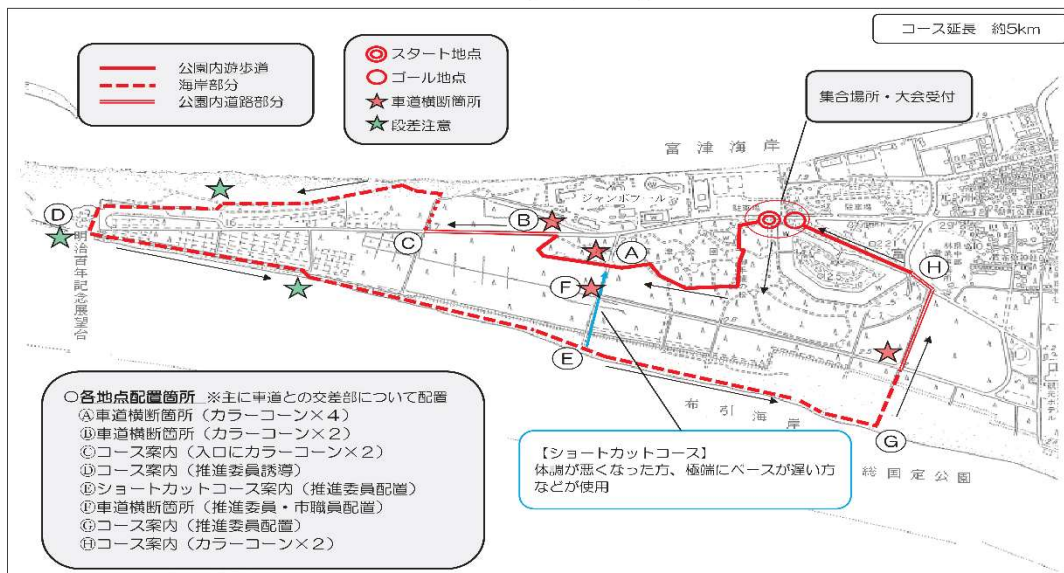 コース延長　約5km
公園内遊歩道
海岸部分
公園内道路部分
スタート地点
ゴール地点
車道横断箇所
段差注意
集合場所・大会受付
富津海岸
ジャンボプール
駐車場
駐車場
D
B
A
C
H
F
E
G
明治百年記念展望台
布引海岸
総国定公園
〇各地点配置箇所　※主に車道との交差部について配置
Ⓐ車道横断箇所（カラーコーン×４）
Ⓑ車道横断箇所（カラーコーン×２）
Ⓒコース案内（入口にカラーコーン×２）
Ⓓコース案内（推進委員誘導）
Ⓔショートカットコース案内（推進委員配置）
Ⓕ車道横断箇所（推進委員・市職員配置）
Ⓖコース案内（推進委員配置）
Ⓗコース案内（カラーコーン×２）
【ショートカットコース】
体調が悪くなった方、極端にペースが遅い方
などが使用